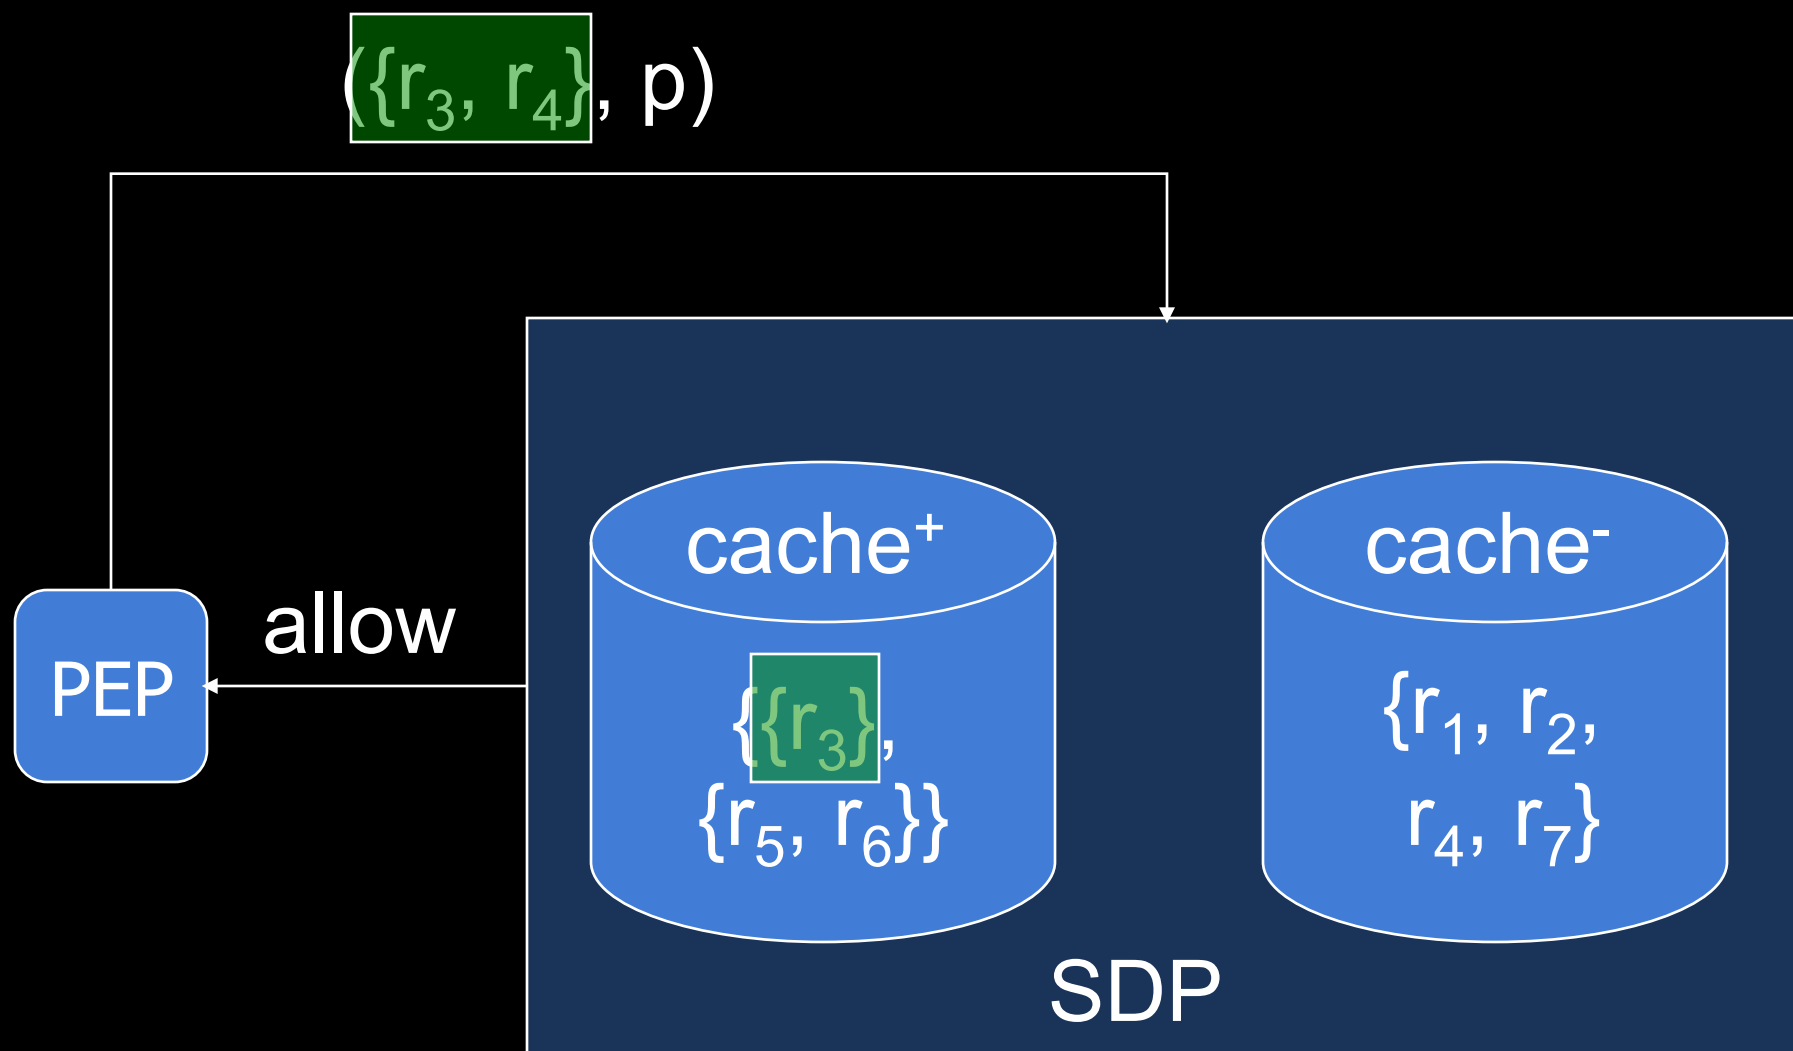 ({r₃, r₄}, p)
allow
PEP
cache⁺
{{r₃},
{r₅, r₆}}
cache⁻
{r₁, r₂,
r₄, r₇}
SDP